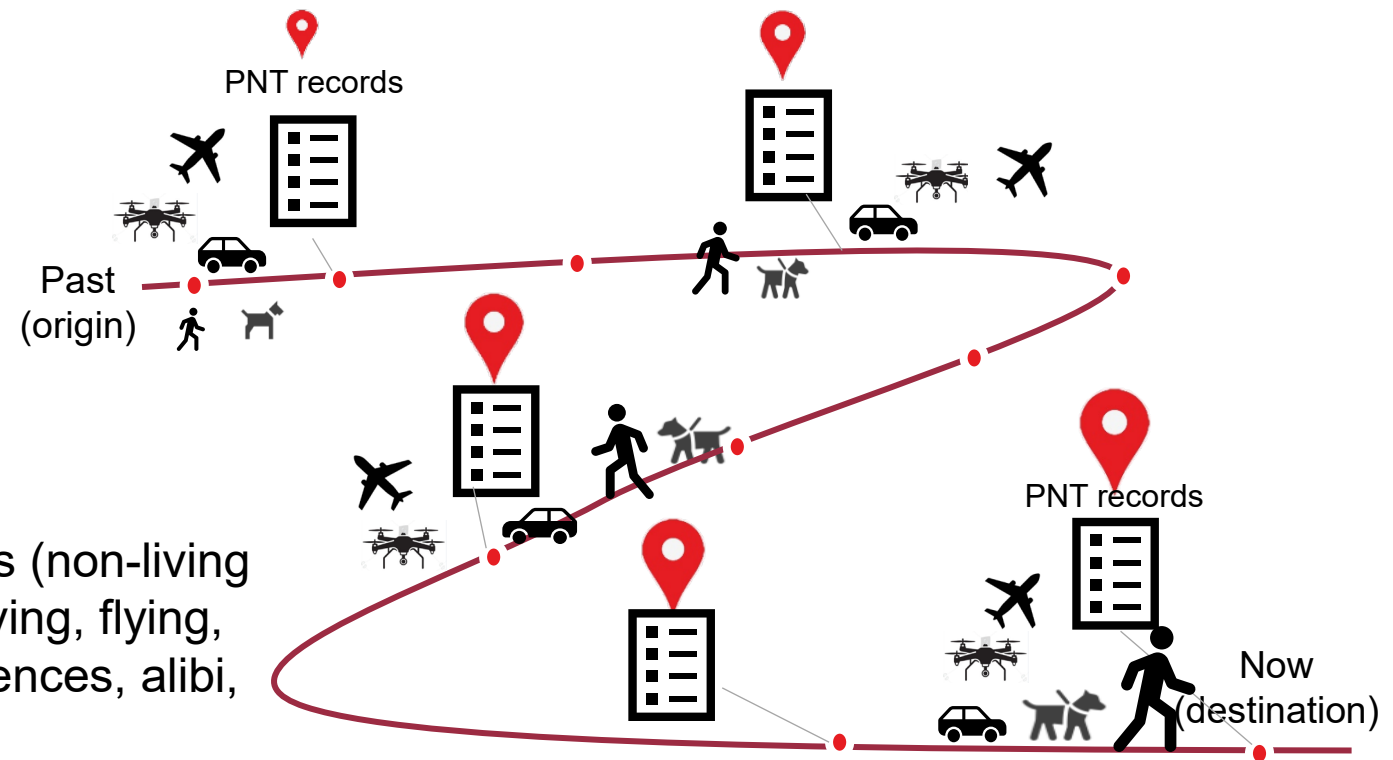 PNT records
Past
(origin)
PNT records
s (non-living
ving, flying,
ences, alibi,
Now
(destination)